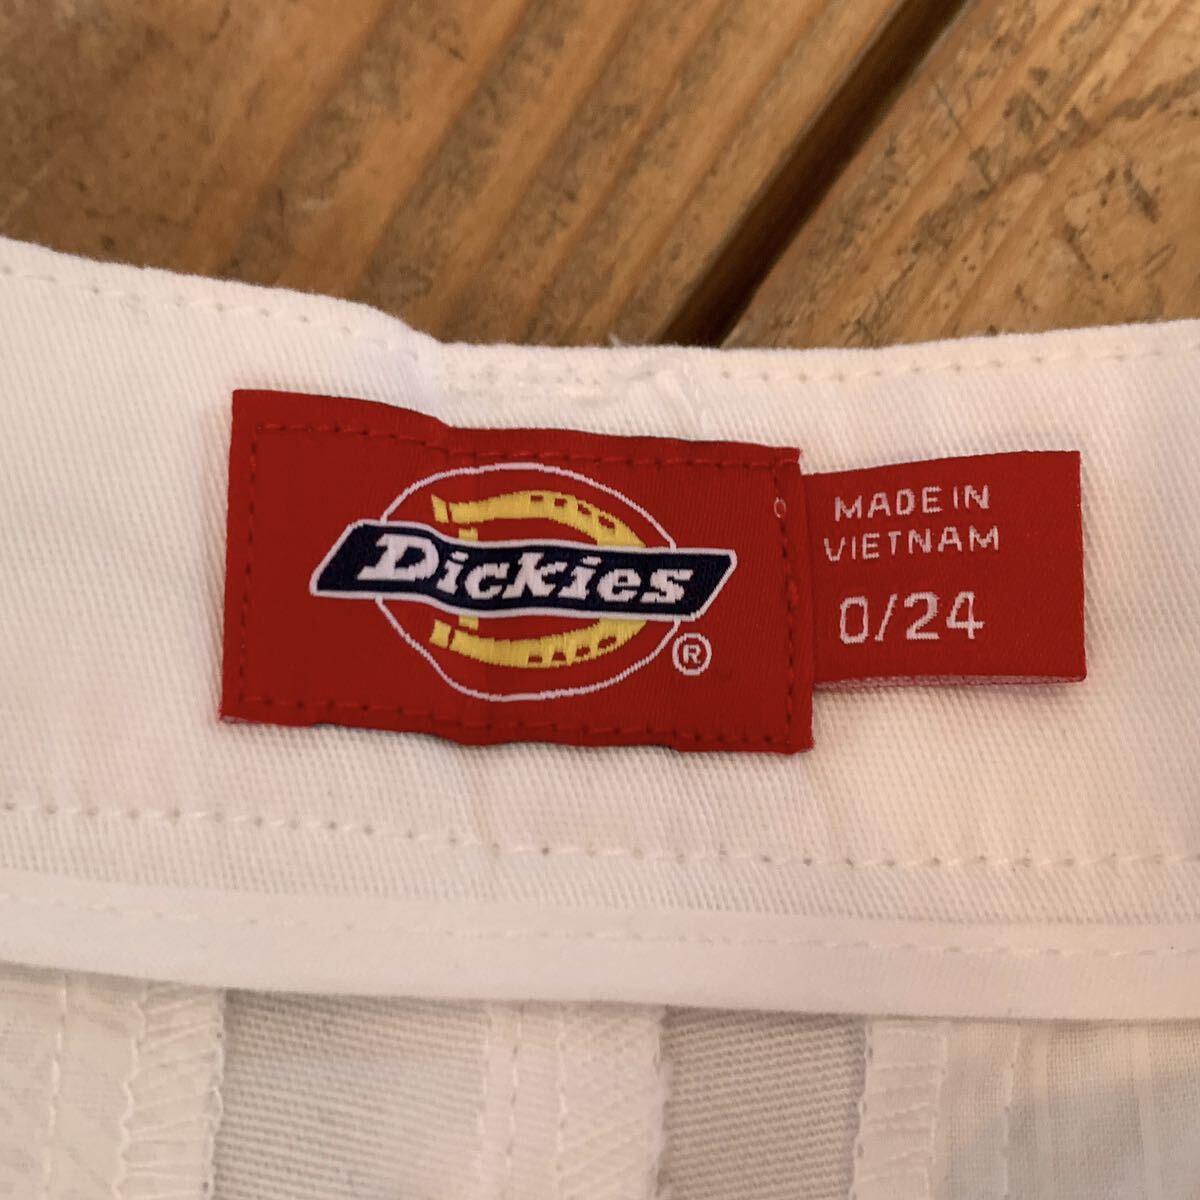 Dickies
®
MADE IN
VIETNAM
0/24